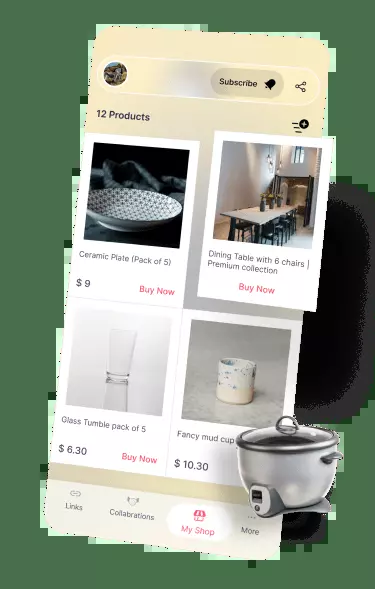 Subscribe
12 Products
Ceramic Plate (Pack of 5)
$ 9
Buy Now
Dining Table with 6 chairs |
Premium collection
Buy Now
Glass Tumble pack of 5
$ 6.30
Buy Now
Fancy mud cup
$ 10.30
Links
Collabrations
My Shop
More